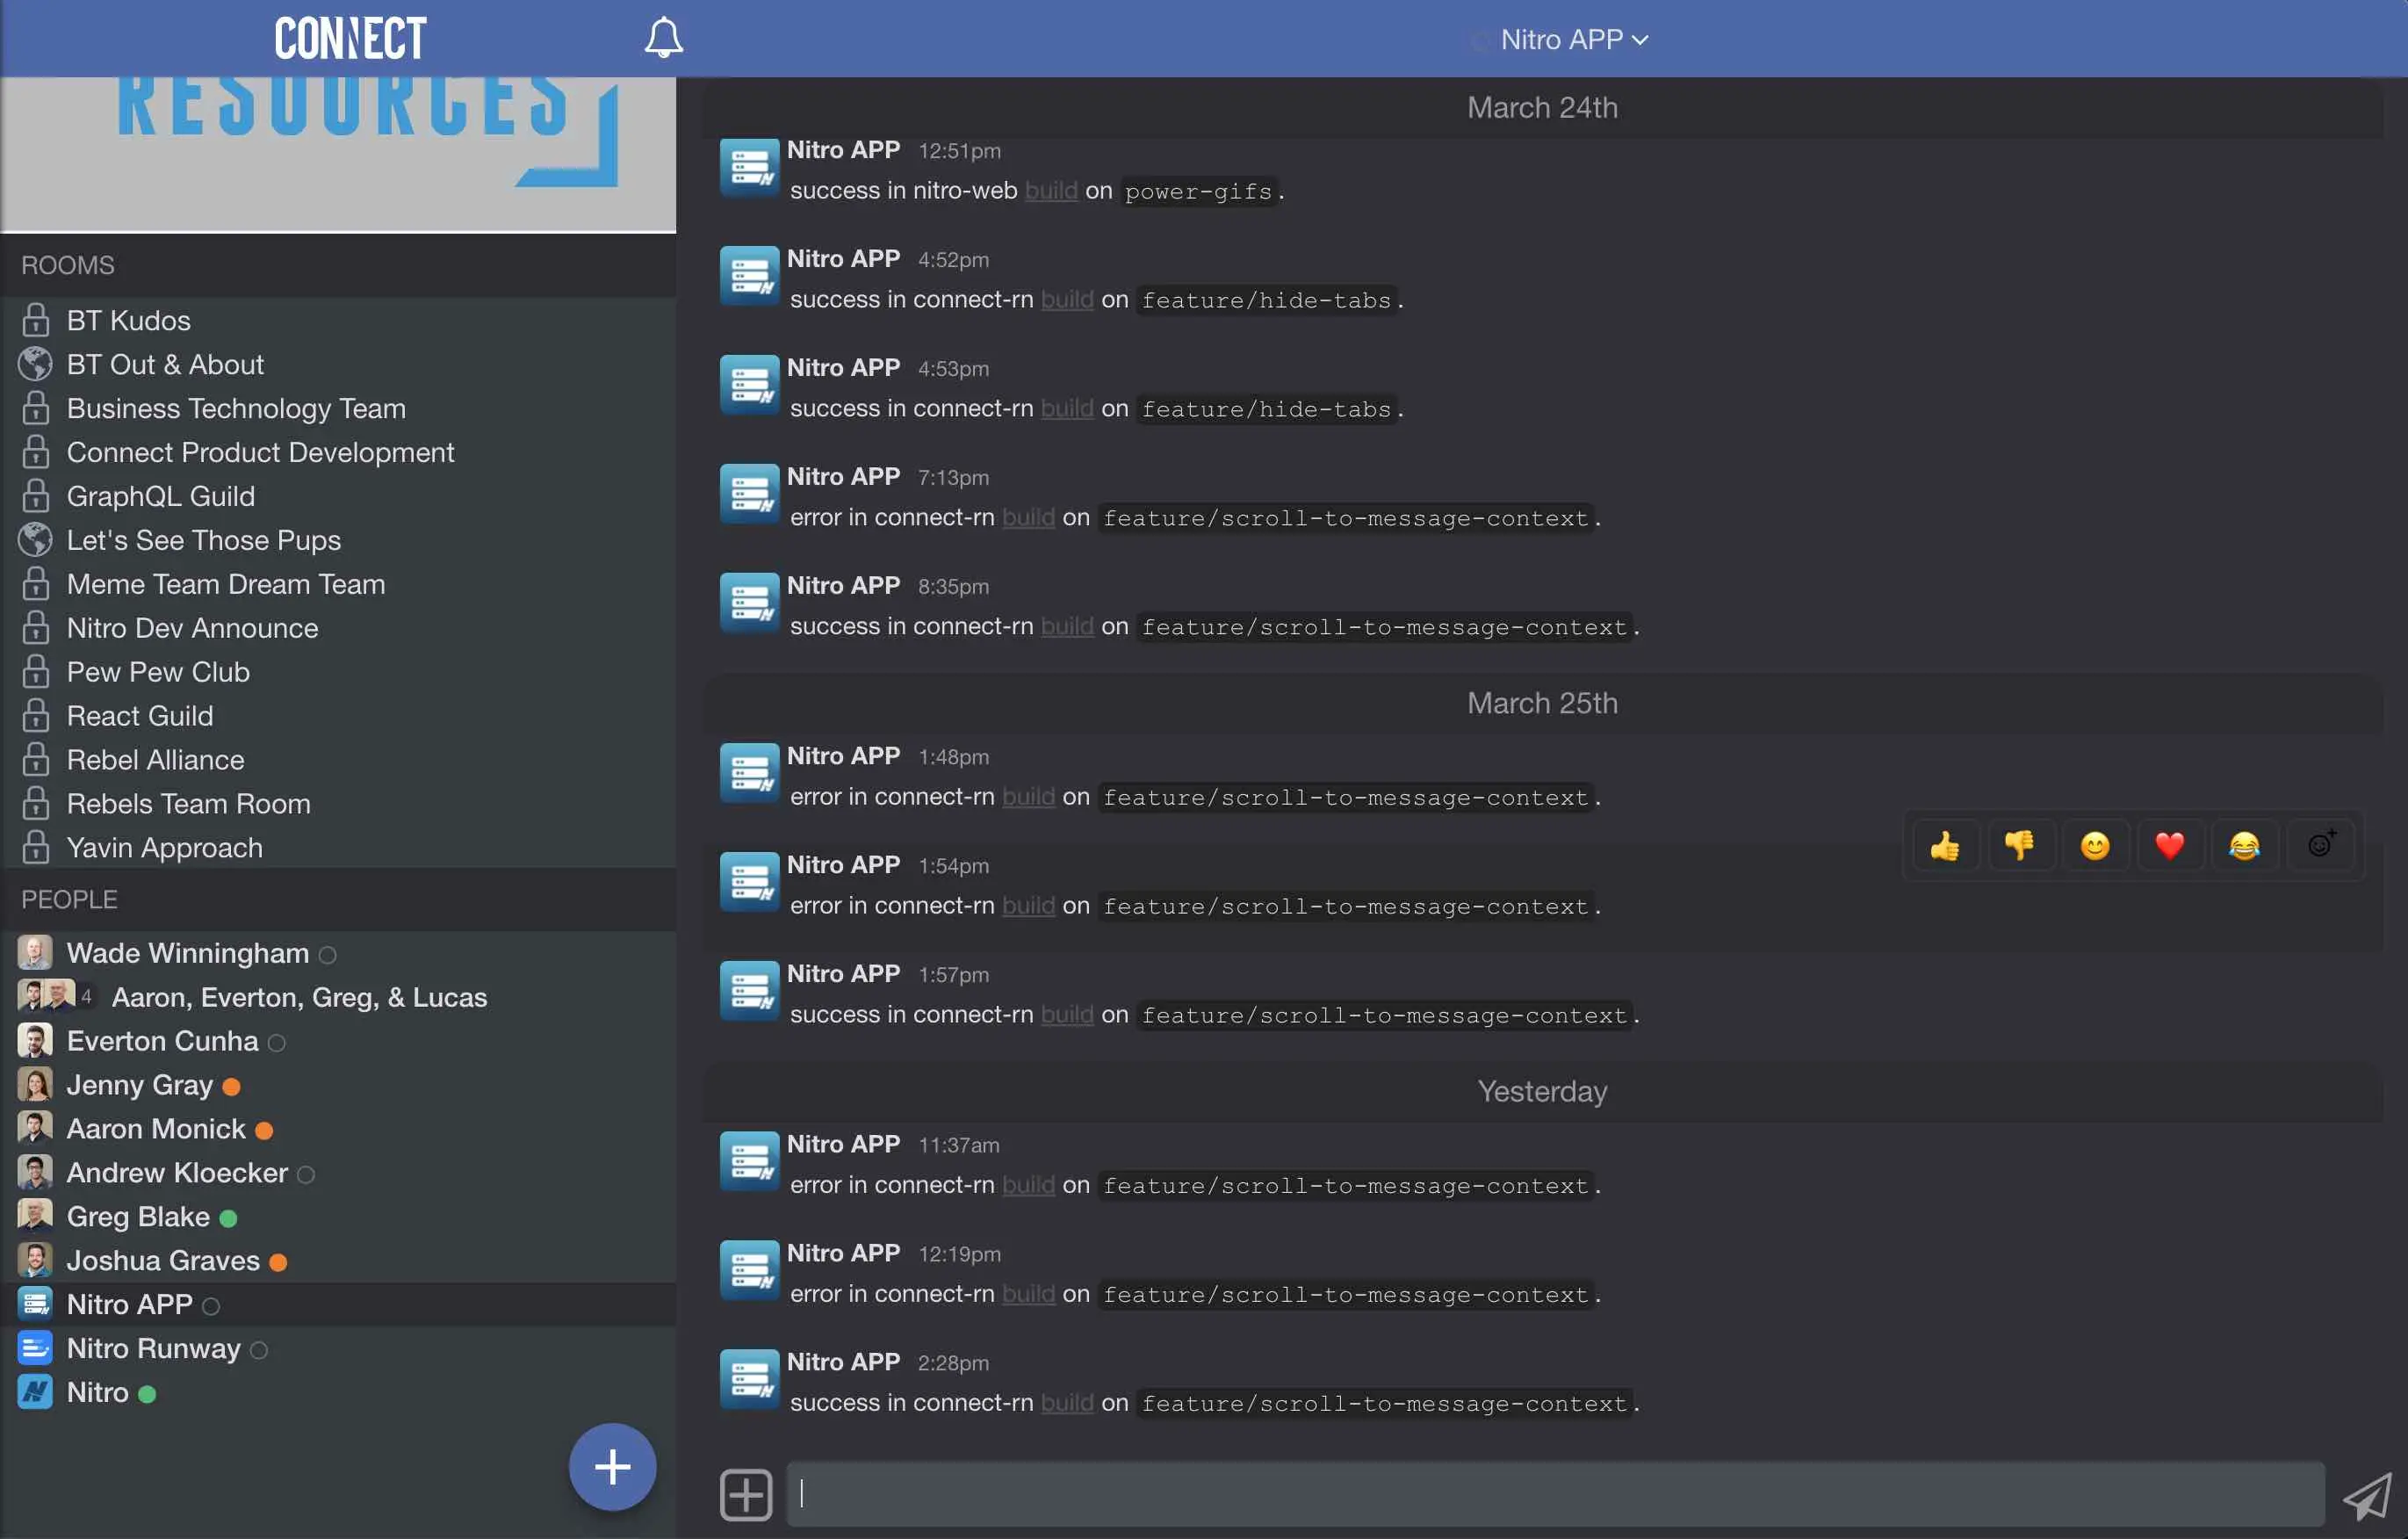 CONNECT
Nitro APP
RESOURCES
ROOMS
BT Kudos
BT Out & About
Business Technology Team
Connect Product Development
GraphQL Guild
Let's See Those Pups
Meme Team Dream Team
Nitro Dev Announce
Pew Pew Club
React Guild
Rebel Alliance
Rebels Team Room
Yavin Approach
PEOPLE
Wade Winningham
4 Aaron, Everton, Greg, & Lucas
Everton Cunha
Jenny Gray
Aaron Monick
Andrew Kloecker
Greg Blake
Joshua Graves
Nitro APP
Nitro Runway
Nitro
March 24th
Nitro APP 12:51pm
success in nitro-web build on power-gifs.
Nitro APP 4:52pm
success in connect-rn build on feature/hide-tabs.
Nitro APP 4:53pm
success in connect-rn build on feature/hide-tabs.
Nitro APP 7:13pm
error in connect-rn build on feature/scroll-to-message-context.
Nitro APP 8:35pm
success in connect-rn build on feature/scroll-to-message-context.
March 25th
Nitro APP 1:48pm
error in connect-rn build on feature/scroll-to-message-context.
Nitro APP 1:54pm
error in connect-rn build on feature/scroll-to-message-context.
Nitro APP 1:57pm
success in connect-rn build on feature/scroll-to-message-context.
Yesterday
Nitro APP 11:37am
error in connect-rn build on feature/scroll-to-message-context.
Nitro APP 12:19pm
error in connect-rn build on feature/scroll-to-message-context.
Nitro APP 2:28pm
success in connect-rn build on feature/scroll-to-message-context.